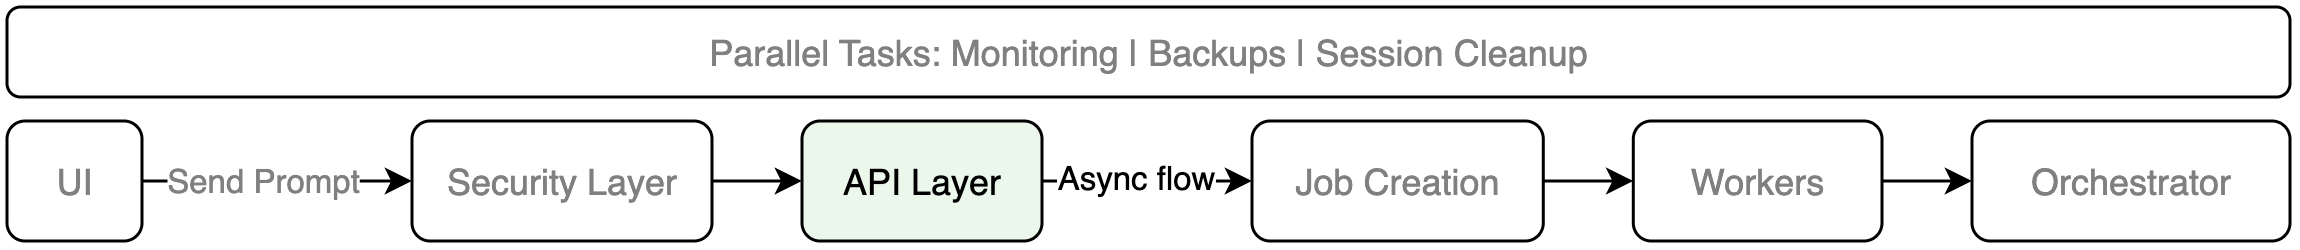 Parallel Tasks: Monitoring | Backups | Session Cleanup
UI
Send Prompt
Security Layer
API Layer
Async flow
Job Creation
Workers
Orchestrator